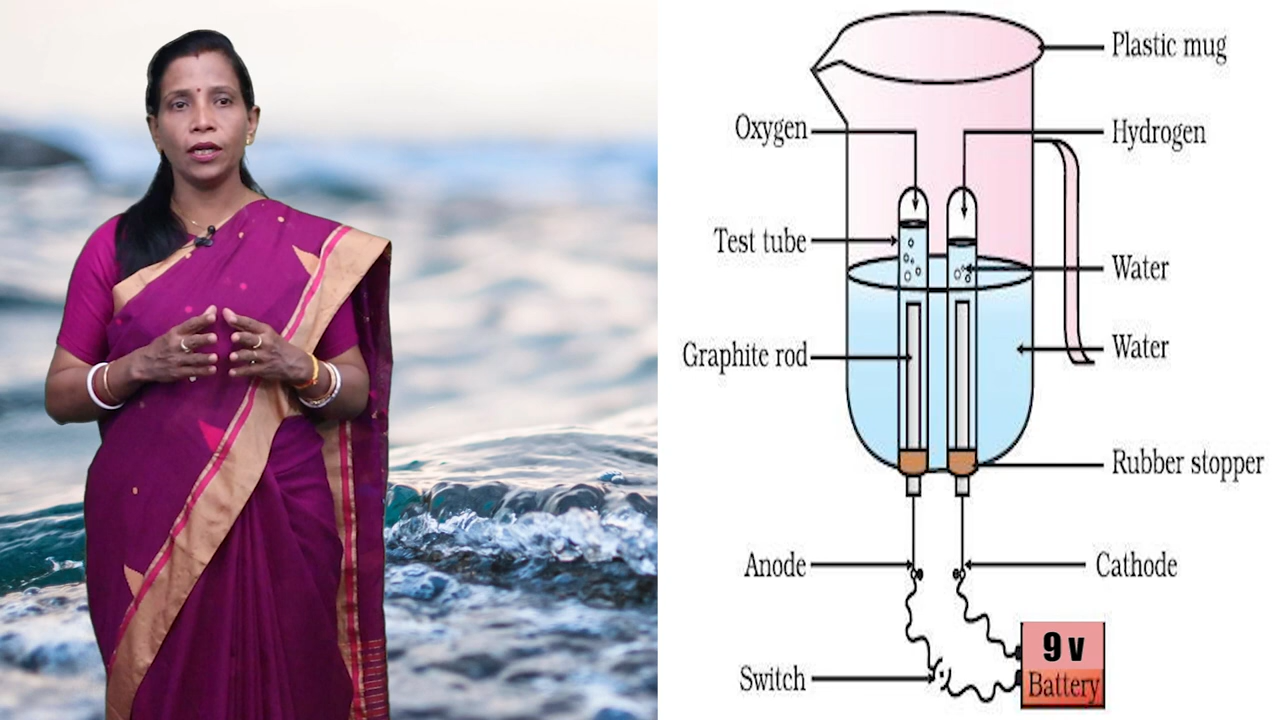 Plastic mug
Oxygen
Hydrogen
Test tube
Water
Graphite rod
Water
Rubber stopper
Anode
Cathode
9 v
Battery
Switch